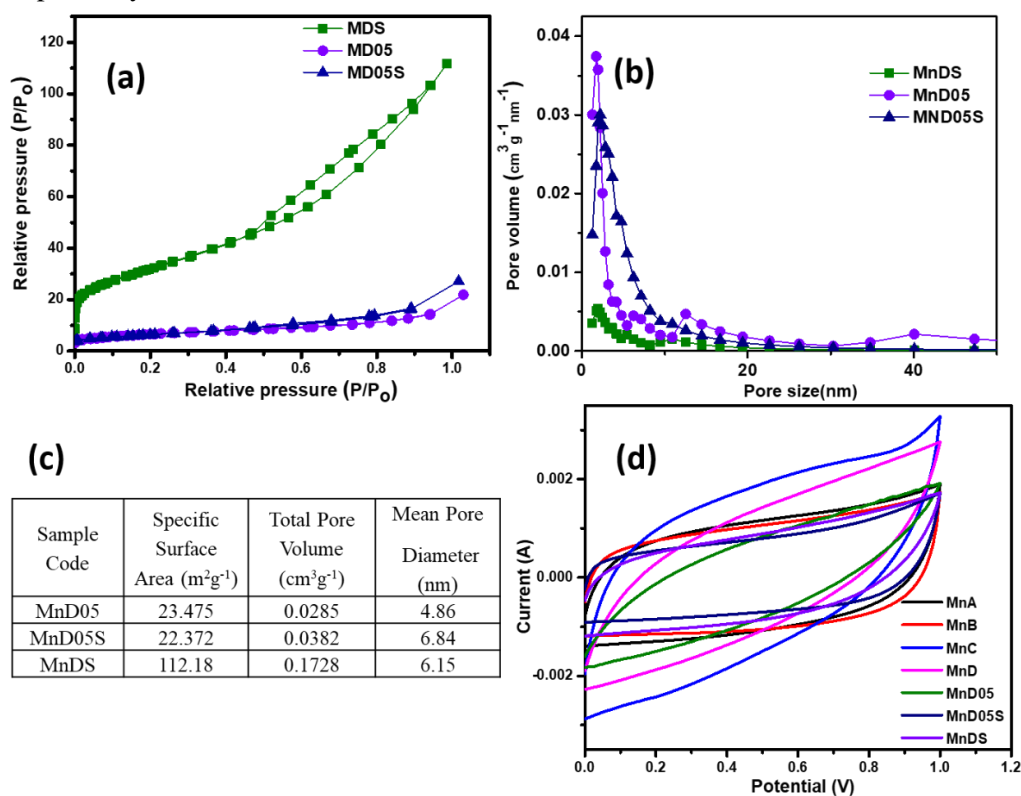 (a)
MDS
MD05
MD05S
Relative pressure (P/Po)
120
100
80
60
40
20
0
0.0 0.2 0.4 0.6 0.8 1.0
Relative pressure (P/Po)
(b)
MnDS
MnD05
MND05S
Pore volume (cm³g⁻¹nm⁻¹)
0.04
0.03
0.02
0.01
0.00
0 20 40
Pore size(nm)
(c)
Sample Code Specific Surface Area (m²g⁻¹) Total Pore Volume (cm³g⁻¹) Mean Pore Diameter (nm)
MnD05 23.475 0.0285 4.86
MnD05S 22.372 0.0382 6.84
MnDS 112.18 0.1728 6.15
(d)
Current (A)
0.002
0.000
-0.002
MnA
MnB
MnC
MnD
MnD05
MnD05S
MnDS
0.0 0.2 0.4 0.6 0.8 1.0 1.2
Potential (V)